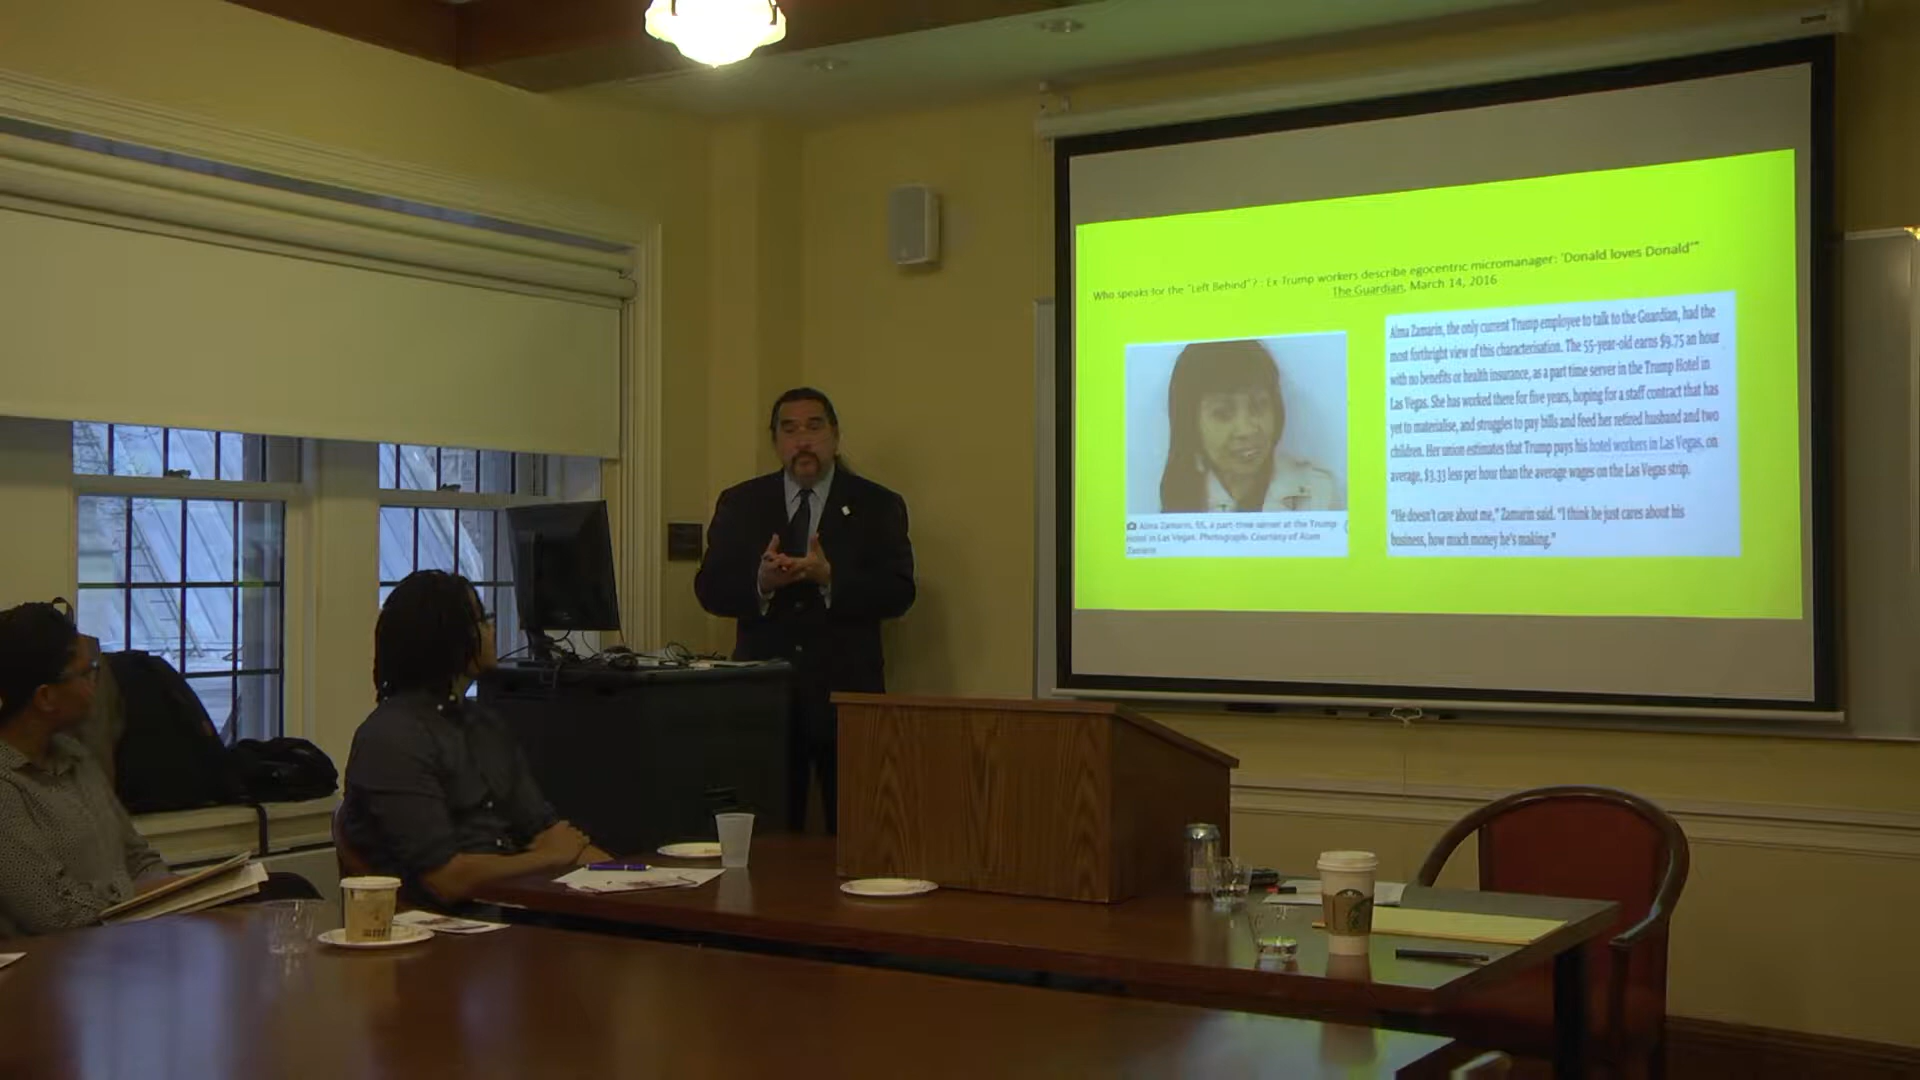 Who speaks for the "Left Behind"? : Ex Trump workers describe egocentric micromanager: 'Donald loves Donald'"
The Guardian, March 14, 2016
Alma Zamarin, the only current Trump employee to talk to the Guardian, had the
most forthright view of this characterisation. The 55-year-old earns $9.75 an hour
with no benefits or health insurance, as a part time server in the Trump Hotel in
Las Vegas. She has worked there for five years, hoping for a staff contract that has
yet to materialise, and struggles to pay bills and feed her retired husband and two
children. Her union estimates that Trump pays his hotel workers in Las Vegas, on
average, $3.33 less per hour than the average wages on the Las Vegas strip.
"He doesn't care about me," Zamarin said. "I think he just cares about his
business, how much money he's making."
Alma Zamarin, 55, a part-time server at the Trump
Hotel in Las Vegas. Photograph: Courtesy of Alam
Zamarin